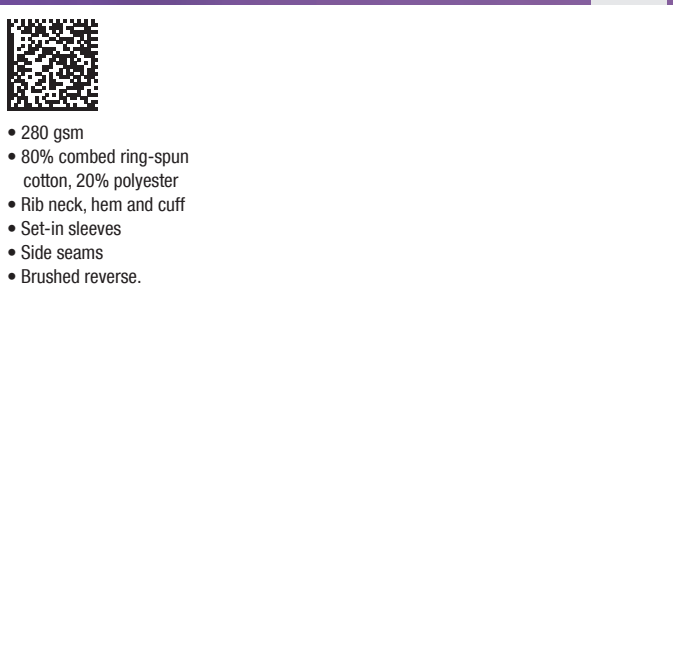 • 280 gsm
• 80% combed ring-spun
cotton, 20% polyester
• Rib neck, hem and cuff
• Set-in sleeves
• Side seams
• Brushed reverse.